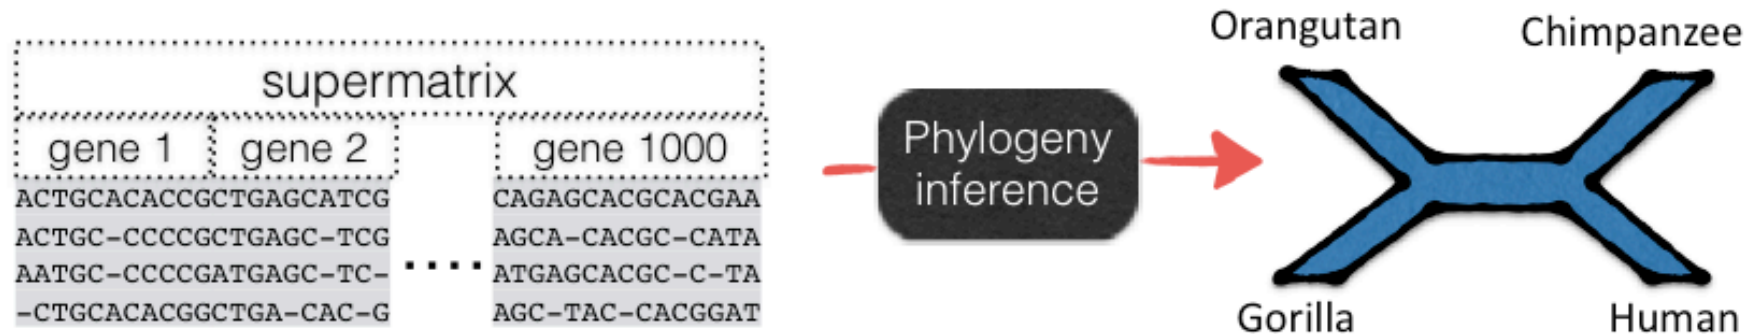 supermatrix
gene 1 gene 2 gene 1000
ACTGCACACCGCTGAGCATCG CAGAGCACGCACGAA
ACTGC-CCCCGCTGAGC-TCG AGCA-CACGC-CATA
AATGC-CCCCGATGAGC-TC- .... ATGAGCACGC-C-TA
-CTGCACACGGCTGA-CAC-G AGC-TAC-CACGGAT
Phylogeny
inference
Orangutan Chimpanzee
Gorilla Human